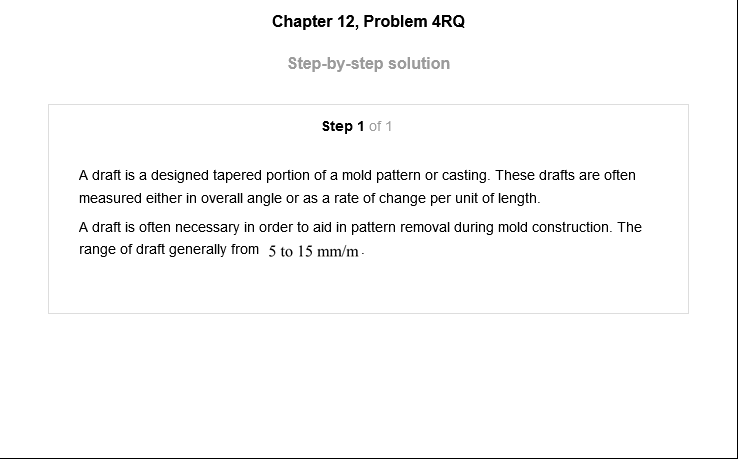 Chapter 12, Problem 4RQ
Step-by-step solution
Step 1 of 1
A draft is a designed tapered portion of a mold pattern or casting. These drafts are often
measured either in overall angle or as a rate of change per unit of length.
A draft is often necessary in order to aid in pattern removal during mold construction. The
range of draft generally from 5 to 15 mm/m.